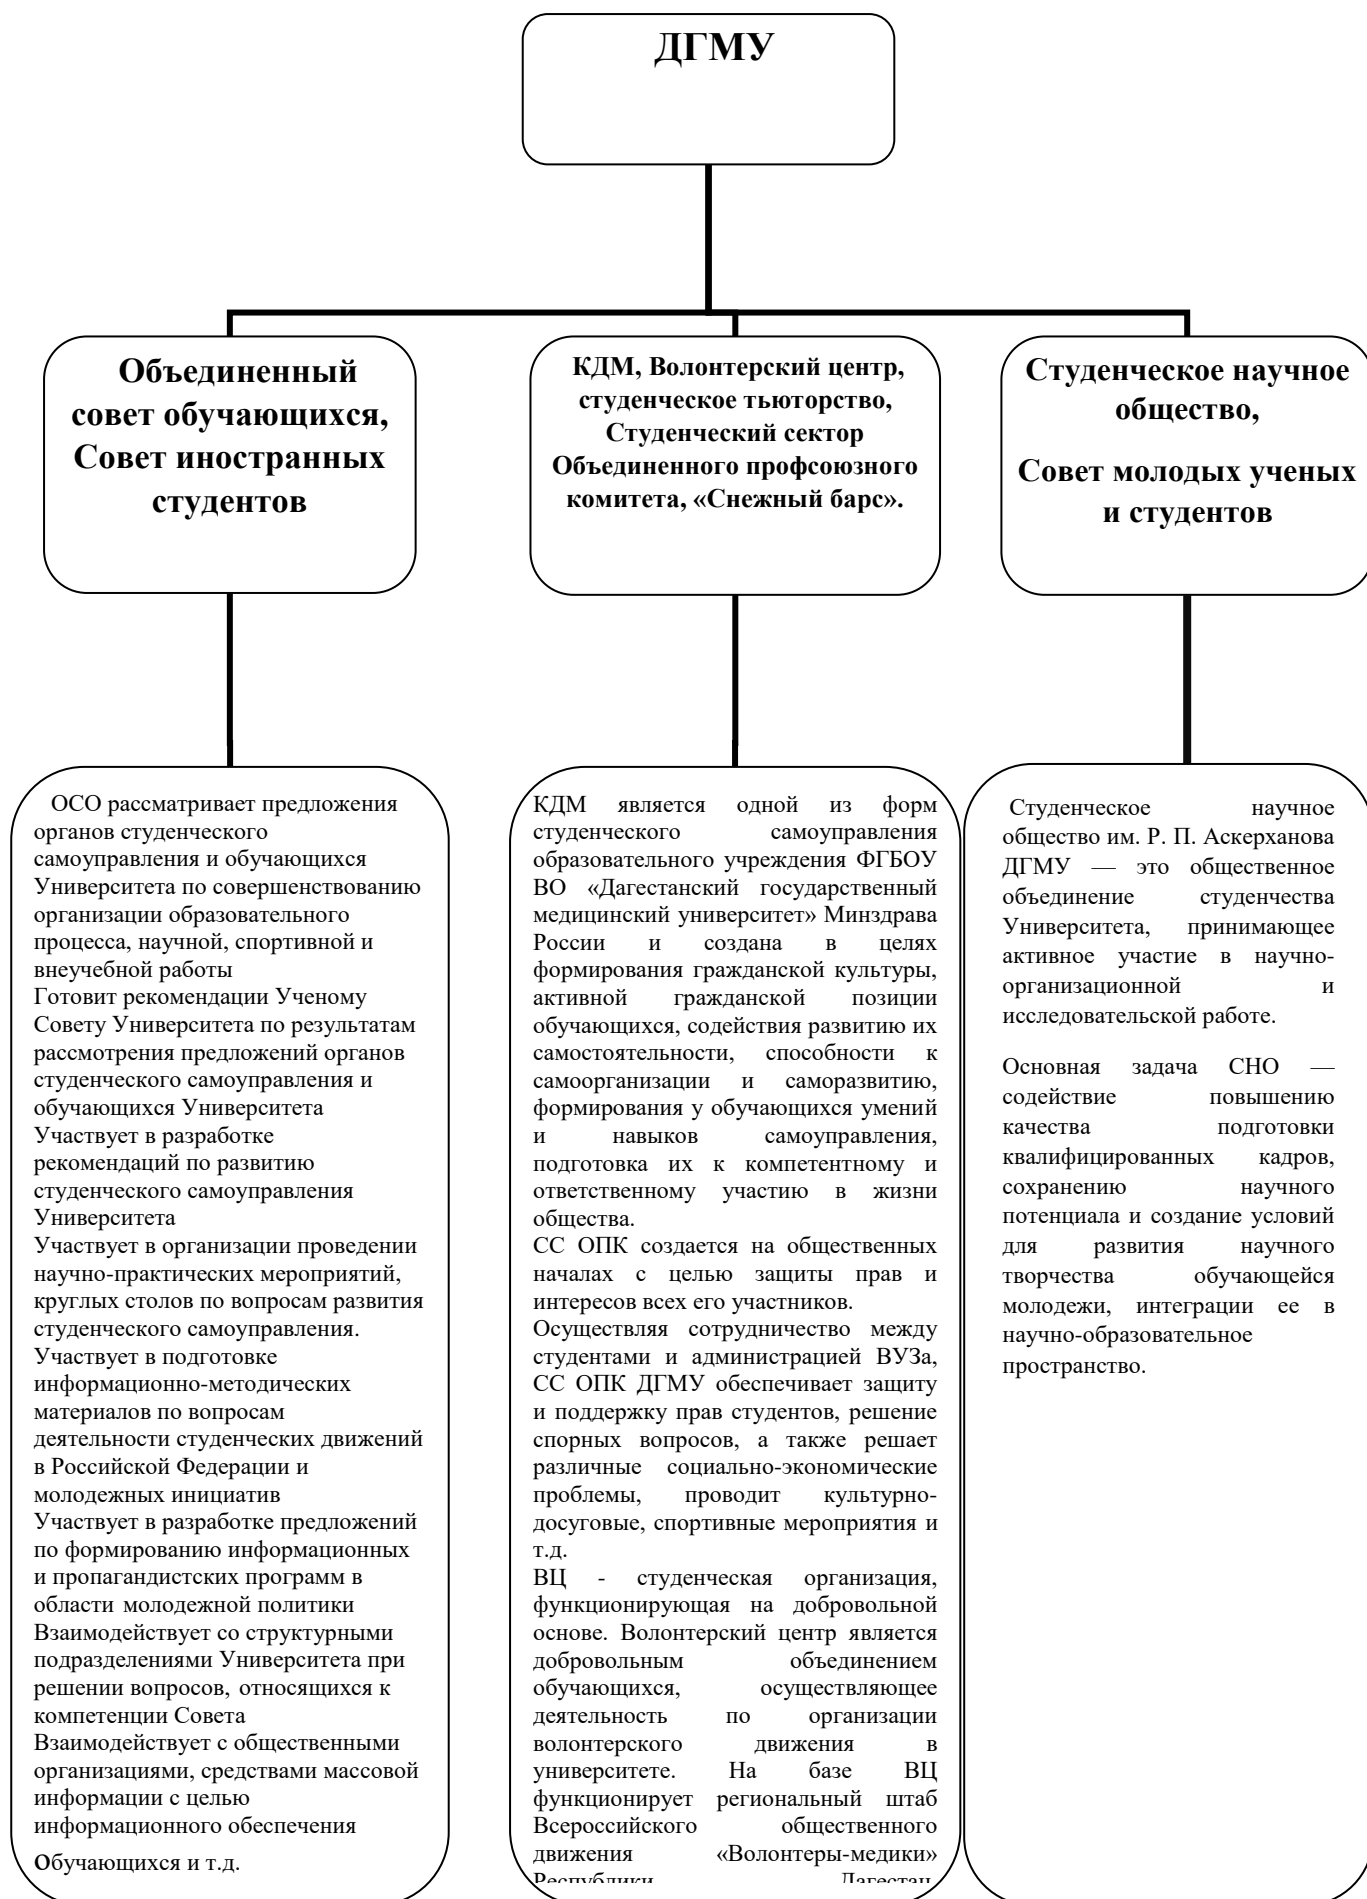 ДГМУ
Объединенный
совет обучающихся,
Совет иностранных
студентов
КДМ, Волонтерский центр,
студенческое тьюторство,
Студенческий сектор
Объединенного профсоюзного
комитета, «Снежный барс».
Студенческое научное
общество,
Совет молодых ученых
и студентов
ОСО рассматривает предложения
органов студенческого
самоуправления и обучающихся
Университета по совершенствованию
организации образовательного
процесса, научной, спортивной и
внеучебной работы
Готовит рекомендации Ученому
Совету Университета по результатам
рассмотрения предложений органов
студенческого самоуправления и
обучающихся Университета
Участвует в разработке
рекомендаций по развитию
студенческого самоуправления
Университета
Участвует в организации проведении
научно-практических мероприятий,
круглых столов по вопросам развития
студенческого самоуправления.
Участвует в подготовке
информационно-методических
материалов по вопросам
деятельности студенческих движений
в Российской Федерации и
молодежных инициатив
Участвует в разработке предложений
по формированию информационных
и пропагандистских программ в
области молодежной политики
Взаимодействует со структурными
подразделениями Университета при
решении вопросов, относящихся к
компетенции Совета
Взаимодействует с общественными
организациями, средствами массовой
информации с целью
информационного обеспечения
Обучающихся и т.д.
КДМ является одной из форм
студенческого самоуправления
образовательного учреждения ФГБОУ
ВО «Дагестанский государственный
медицинский университет» Минздрава
России и создана в целях
формирования гражданской культуры,
активной гражданской позиции
обучающихся, содействия развитию их
самостоятельности, способности к
самоорганизации и саморазвитию,
формирования у обучающихся умений
и навыков самоуправления,
подготовка их к компетентному и
ответственному участию в жизни
общества.
СС ОПК создается на общественных
началах с целью защиты прав и
интересов всех его участников.
Осуществляя сотрудничество между
студентами и администрацией ВУЗа,
СС ОПК ДГМУ обеспечивает защиту
и поддержку прав студентов, решение
спорных вопросов, а также решает
различные социально-экономические
проблемы, проводит культурно-
досуговые, спортивные мероприятия и
т.д.
ВЦ - студенческая организация,
функционирующая на добровольной
основе. Волонтерский центр является
добровольным объединением
обучающихся, осуществляющее
деятельность по организации
волонтерского движения в
университете. На базе ВЦ
функционирует региональный штаб
Всероссийского общественного
движения «Волонтеры-медики»
Республики Дагестан.
Студенческое научное
общество им. Р. П. Аскерханова
ДГМУ — это общественное
объединение студенчества
Университета, принимающее
активное участие в научно-
организационной и
исследовательской работе.
Основная задача СНО —
содействие повышению
качества подготовки
квалифицированных кадров,
сохранению научного
потенциала и создание условий
для развития научного
творчества обучающейся
молодежи, интеграции ее в
научно-образовательное
пространство.